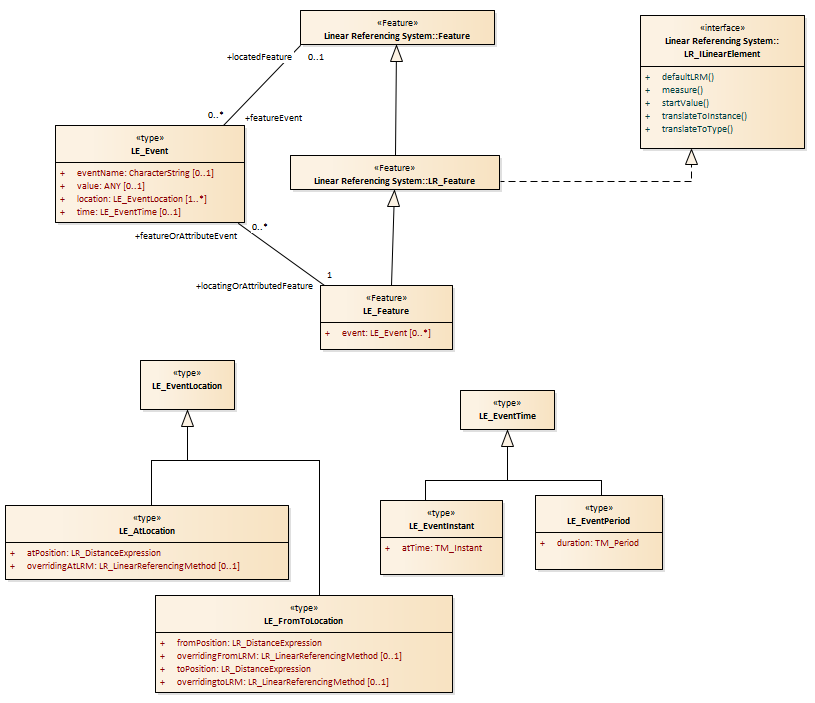 «Feature»
Linear Referencing System::Feature
«interface»
Linear Referencing System::
LR_ILinearElement
+ defaultLRM()
+ measure()
+ startValue()
+ translateToInstance()
+ translateToType()
+locatedFeature
0..1
0..*
+featureEvent
«type»
LE_Event
+ eventName: CharacterString [0..1]
+ value: ANY [0..1]
+ location: LE_EventLocation [1..*]
+ time: LE_EventTime [0..1]
«Feature»
Linear Referencing System::LR_Feature
0..*
+featureOrAttributeEvent
1
+locatingOrAttributedFeature
«Feature»
LE_Feature
+ event: LE_Event [0..*]
«type»
LE_EventLocation
«type»
LE_EventTime
«type»
LE_AtLocation
+ atPosition: LR_DistanceExpression
+ overridingAtLRM: LR_LinearReferencingMethod [0..1]
«type»
LE_EventInstant
+ atTime: TM_Instant
«type»
LE_EventPeriod
+ duration: TM_Period
«type»
LE_FromToLocation
+ fromPosition: LR_DistanceExpression
+ overridingFromLRM: LR_LinearReferencingMethod [0..1]
+ toPosition: LR_DistanceExpression
+ overridingtoLRM: LR_LinearReferencingMethod [0..1]